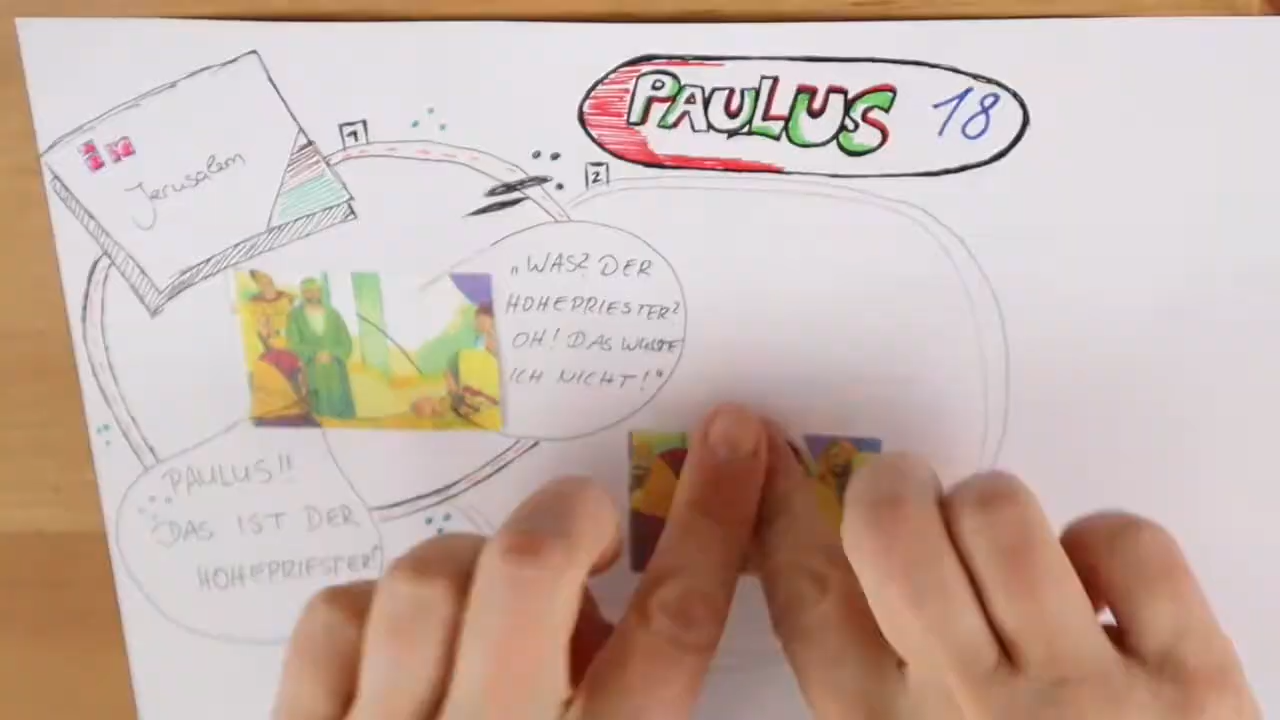 PAULUS 18
in
Jerusalem
1
2
„WAS? DER
HOHEPRIESTER?
OH! DAS WUSSTE
ICH NICHT!“
PAULUS!!
DAS IST DER
HOHEPRIESTER!